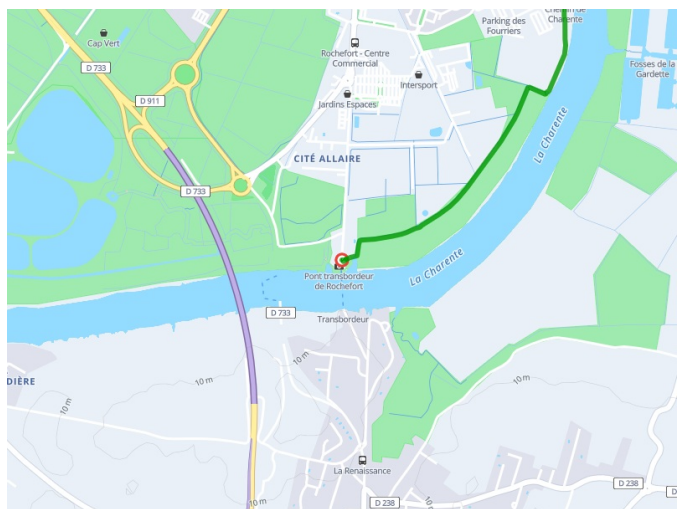 Chemin de
Charente
Parking des
Fourriers
Cap Vert
Rochefort - Centre
Commercial
Fosses de la
Gardette
D 733
Intersport
D 911
Jardins Espaces
La Charente
CITÉ ALLAIRE
D 733
Pont transbordeur
de Rochefort
La Charente
D 733
Transbordeur
10 m
DIÈRE
10 m
10 m
10 m
La Renaissance
D 238
D 238
10 m